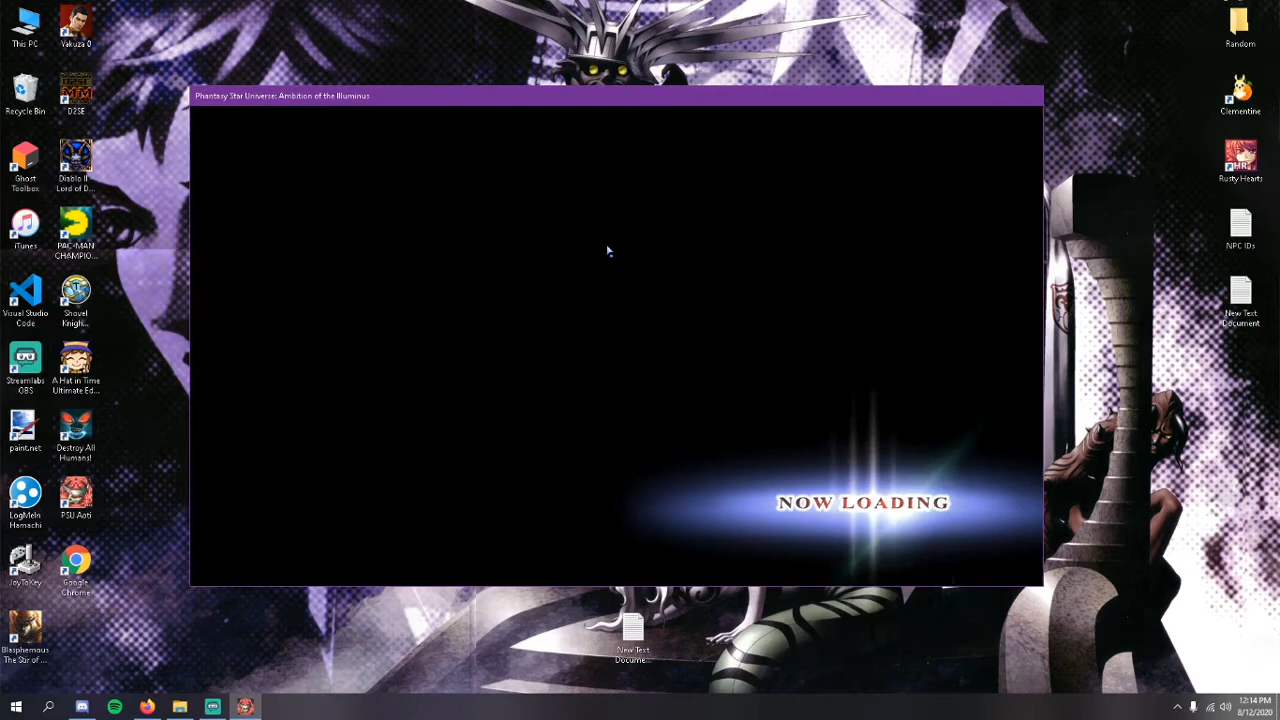 This PC
Yakuza 0
Recycle Bin
D2SE
Ghost
Toolbox
Diablo II
Lord of D...
iTunes
PAC-MAN
CHAMPIO...
Visual Studio
Code
Shovel
Knigh...
Streamlabs
OBS
A Hat in Time
Ultimate Ed...
paint.net
Destroy All
Humans!
LogMeIn
Hamachi
PSU Aoti
JoyToKey
Google
Chrome
Blasphemous
The Stir of ...
Phantasy Star Universe: Ambition of the Illuminus
NOW LOADING
New Text
Docume...
Random
Clementine
HR
Rusty Hearts
NPC IDs
New Text
Document
12:14 PM
8/12/2020